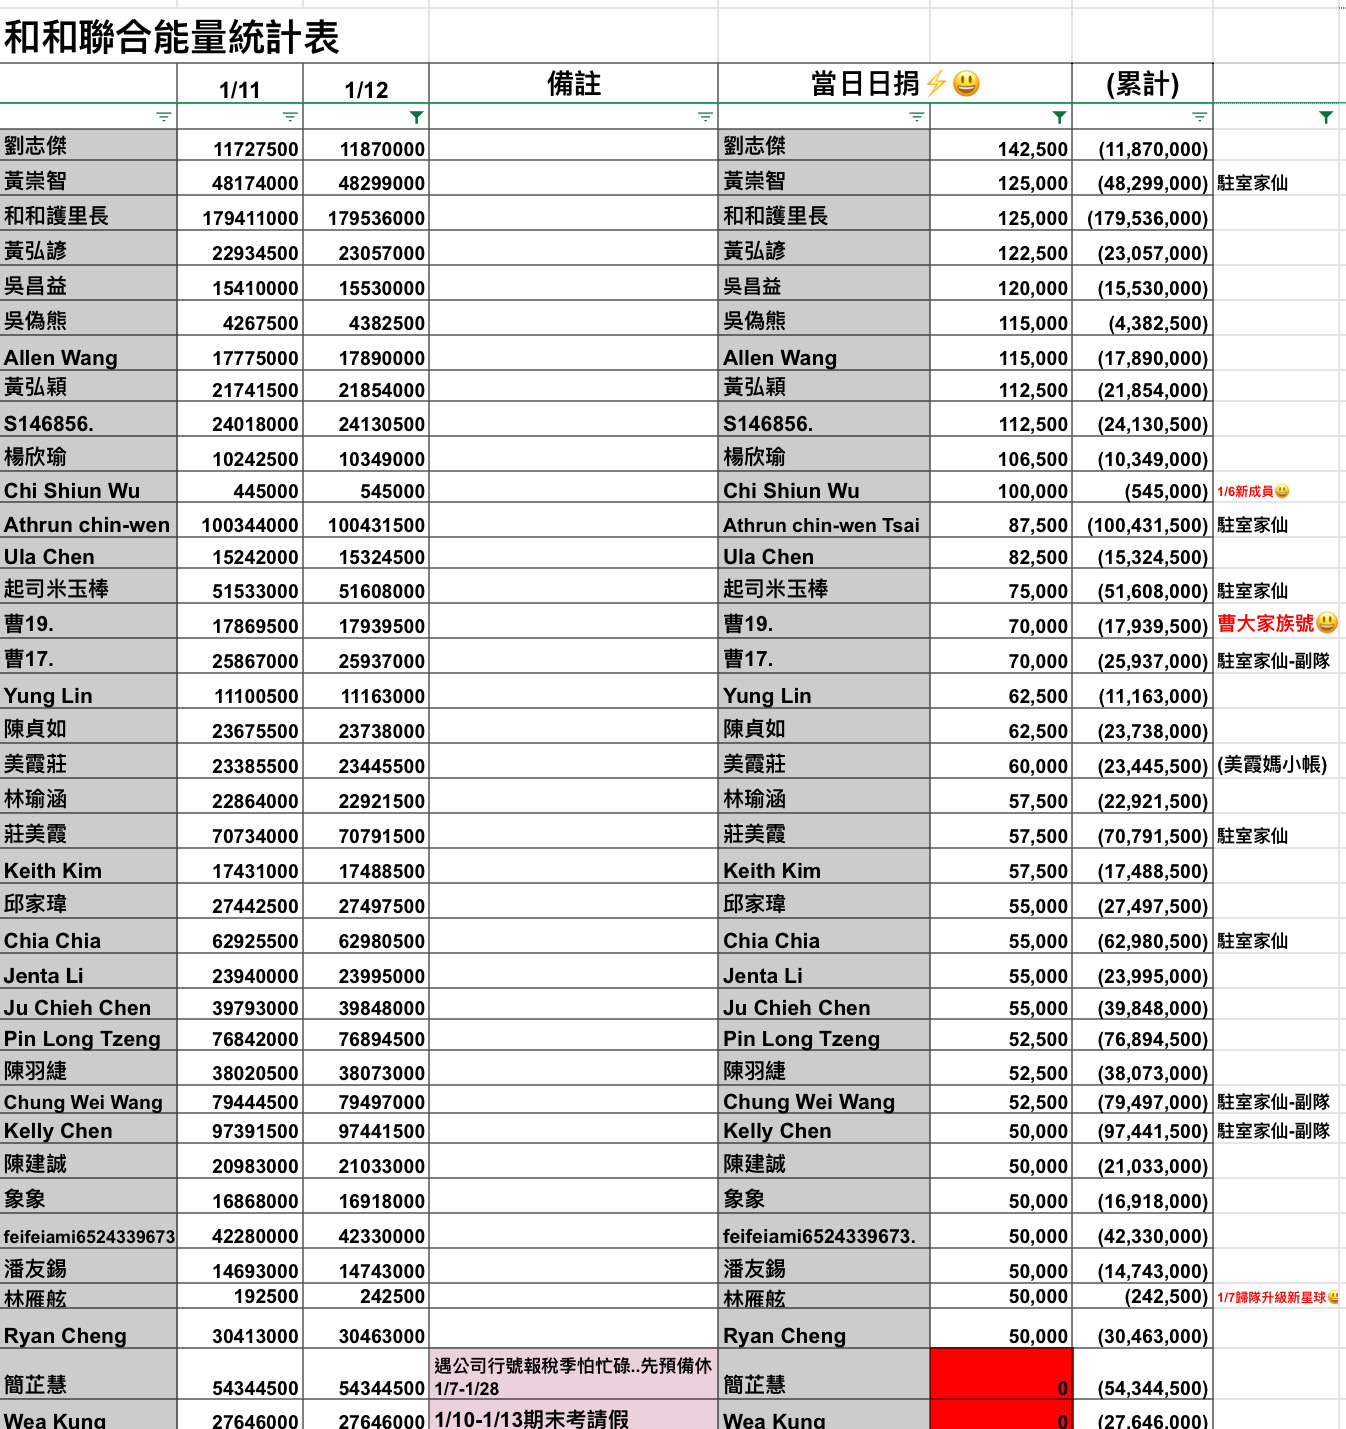 和和聯合能量統計表
1/11 1/12 備註 當日日捐⚡😃 (累計)
劉志傑 11727500 11870000 劉志傑 142,500 (11,870,000)
黃崇智 48174000 48299000 黃崇智 125,000 (48,299,000) 駐室家仙
和和護里長 179411000 179536000 和和護里長 125,000 (179,536,000)
黃弘諺 22934500 23057000 黃弘諺 122,500 (23,057,000)
吳昌益 15410000 15530000 吳昌益 120,000 (15,530,000)
吳偽熊 4267500 4382500 吳偽熊 115,000 (4,382,500)
Allen Wang 17775000 17890000 Allen Wang 115,000 (17,890,000)
黃弘穎 21741500 21854000 黃弘穎 112,500 (21,854,000)
S146856. 24018000 24130500 S146856. 112,500 (24,130,500)
楊欣瑜 10242500 10349000 楊欣瑜 106,500 (10,349,000)
Chi Shiun Wu 445000 545000 Chi Shiun Wu 100,000 (545,000) 1/6新成員😃
Athrun chin-wen 100344000 100431500 Athrun chin-wen Tsai 87,500 (100,431,500) 駐室家仙
Ula Chen 15242000 15324500 Ula Chen 82,500 (15,324,500)
起司米玉棒 51533000 51608000 起司米玉棒 75,000 (51,608,000) 駐室家仙
曹19. 17869500 17939500 曹19. 70,000 (17,939,500) 曹大家族號😃
曹17. 25867000 25937000 曹17. 70,000 (25,937,000) 駐室家仙-副隊
Yung Lin 11100500 11163000 Yung Lin 62,500 (11,163,000)
陳貞如 23675500 23738000 陳貞如 62,500 (23,738,000)
美霞莊 23385500 23445500 美霞莊 60,000 (23,445,500) (美霞媽小帳)
林瑜涵 22864000 22921500 林瑜涵 57,500 (22,921,500)
莊美霞 70734000 70791500 莊美霞 57,500 (70,791,500) 駐室家仙
Keith Kim 17431000 17488500 Keith Kim 57,500 (17,488,500)
邱家瑋 27442500 27497500 邱家瑋 55,000 (27,497,500)
Chia Chia 62925500 62980500 Chia Chia 55,000 (62,980,500) 駐室家仙
Jenta Li 23940000 23995000 Jenta Li 55,000 (23,995,000)
Ju Chieh Chen 39793000 39848000 Ju Chieh Chen 55,000 (39,848,000)
Pin Long Tzeng 76842000 76894500 Pin Long Tzeng 52,500 (76,894,500)
陳羽緁 38020500 38073000 陳羽緁 52,500 (38,073,000)
Chung Wei Wang 79444500 79497000 Chung Wei Wang 52,500 (79,497,000) 駐室家仙-副隊
Kelly Chen 97391500 97441500 Kelly Chen 50,000 (97,441,500) 駐室家仙-副隊
陳建誠 20983000 21033000 陳建誠 50,000 (21,033,000)
象象 16868000 16918000 象象 50,000 (16,918,000)
feifeiami6524339673 42280000 42330000 feifeiami6524339673. 50,000 (42,330,000)
潘友錫 14693000 14743000 潘友錫 50,000 (14,743,000)
林雁舷 192500 242500 林雁舷 50,000 (242,500) 1/7歸隊升級新星球😃
Ryan Cheng 30413000 30463000 Ryan Cheng 50,000 (30,463,000)
遇公司行號報稅季怕忙碌..先預備休
簡芷慧 54344500 54344500 1/7-1/28 簡芷慧 0 (54,344,500)
Wea Kung 27646000 27646000 1/10-1/13期末考請假 Wea Kung 0 (27,646,000)